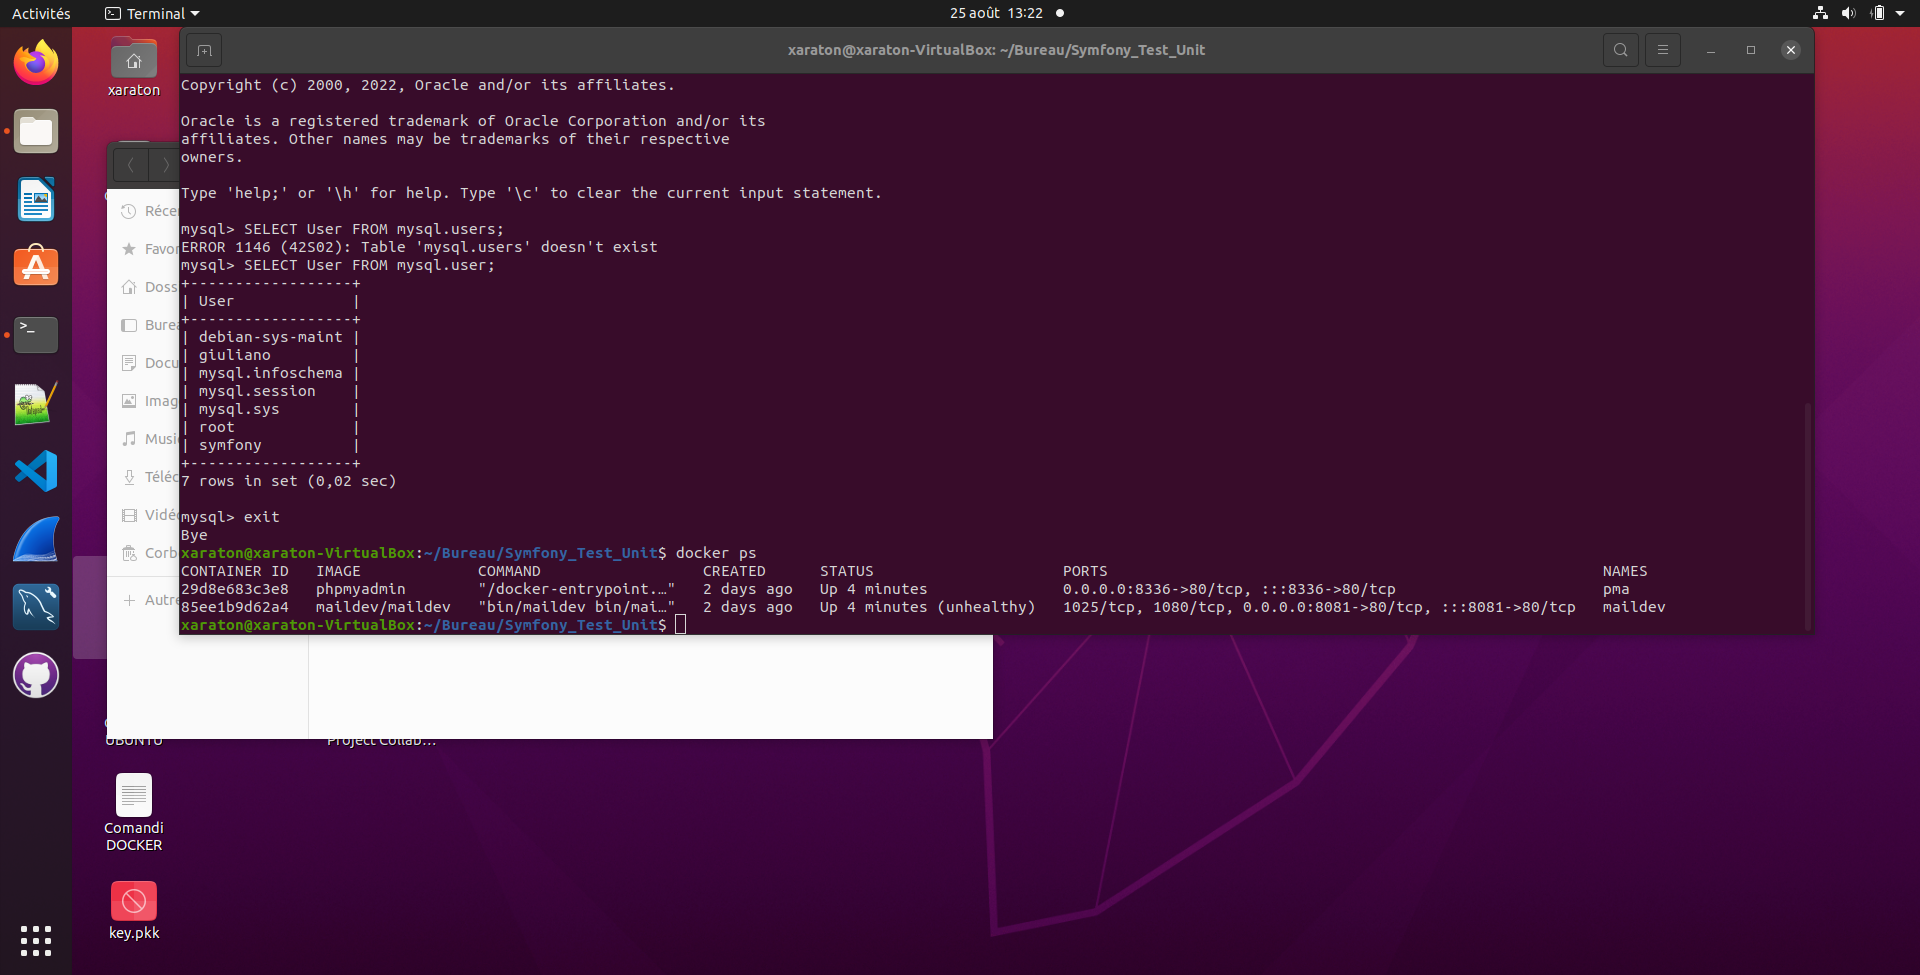 Activités
Terminal
25 août 13:22
xaraton@xaraton-VirtualBox: ~/Bureau/Symfony_Test_Unit
xaraton
Copyright (c) 2000, 2022, Oracle and/or its affiliates.
Oracle is a registered trademark of Oracle Corporation and/or its
affiliates. Other names may be trademarks of their respective
owners.
Type 'help;' or '\h' for help. Type '\c' to clear the current input statement.
mysql> SELECT User FROM mysql.users;
ERROR 1146 (42S02): Table 'mysql.users' doesn't exist
mysql> SELECT User FROM mysql.user;
+------------------+
| User             |
+------------------+
| debian-sys-maint |
| giuliano         |
| mysql.infoschema |
| mysql.session    |
| mysql.sys        |
| root             |
| symfony          |
+------------------+
7 rows in set (0,02 sec)
mysql> exit
Bye
xaraton@xaraton-VirtualBox:~/Bureau/Symfony_Test_Unit$ docker ps
CONTAINER ID   IMAGE             COMMAND                  CREATED      STATUS                     PORTS                                                       NAMES
29d8e683c3e8   phpmyadmin        "/docker-entrypoint.…"   2 days ago   Up 4 minutes               0.0.0.0:8336->80/tcp, :::8336->80/tcp                       pma
85ee1b9d62a4   maildev/maildev   "bin/maildev bin/mai…"   2 days ago   Up 4 minutes (unhealthy)   1025/tcp, 1080/tcp, 0.0.0.0:8081->80/tcp, :::8081->80/tcp   maildev
xaraton@xaraton-VirtualBox:~/Bureau/Symfony_Test_Unit$
Réce
Favor
Doss
Burea
Docu
Imag
Musi
Téléc
Vidéo
Corb
Autre
UBUNTU
Project Collab…
Comandi
DOCKER
key.pkk